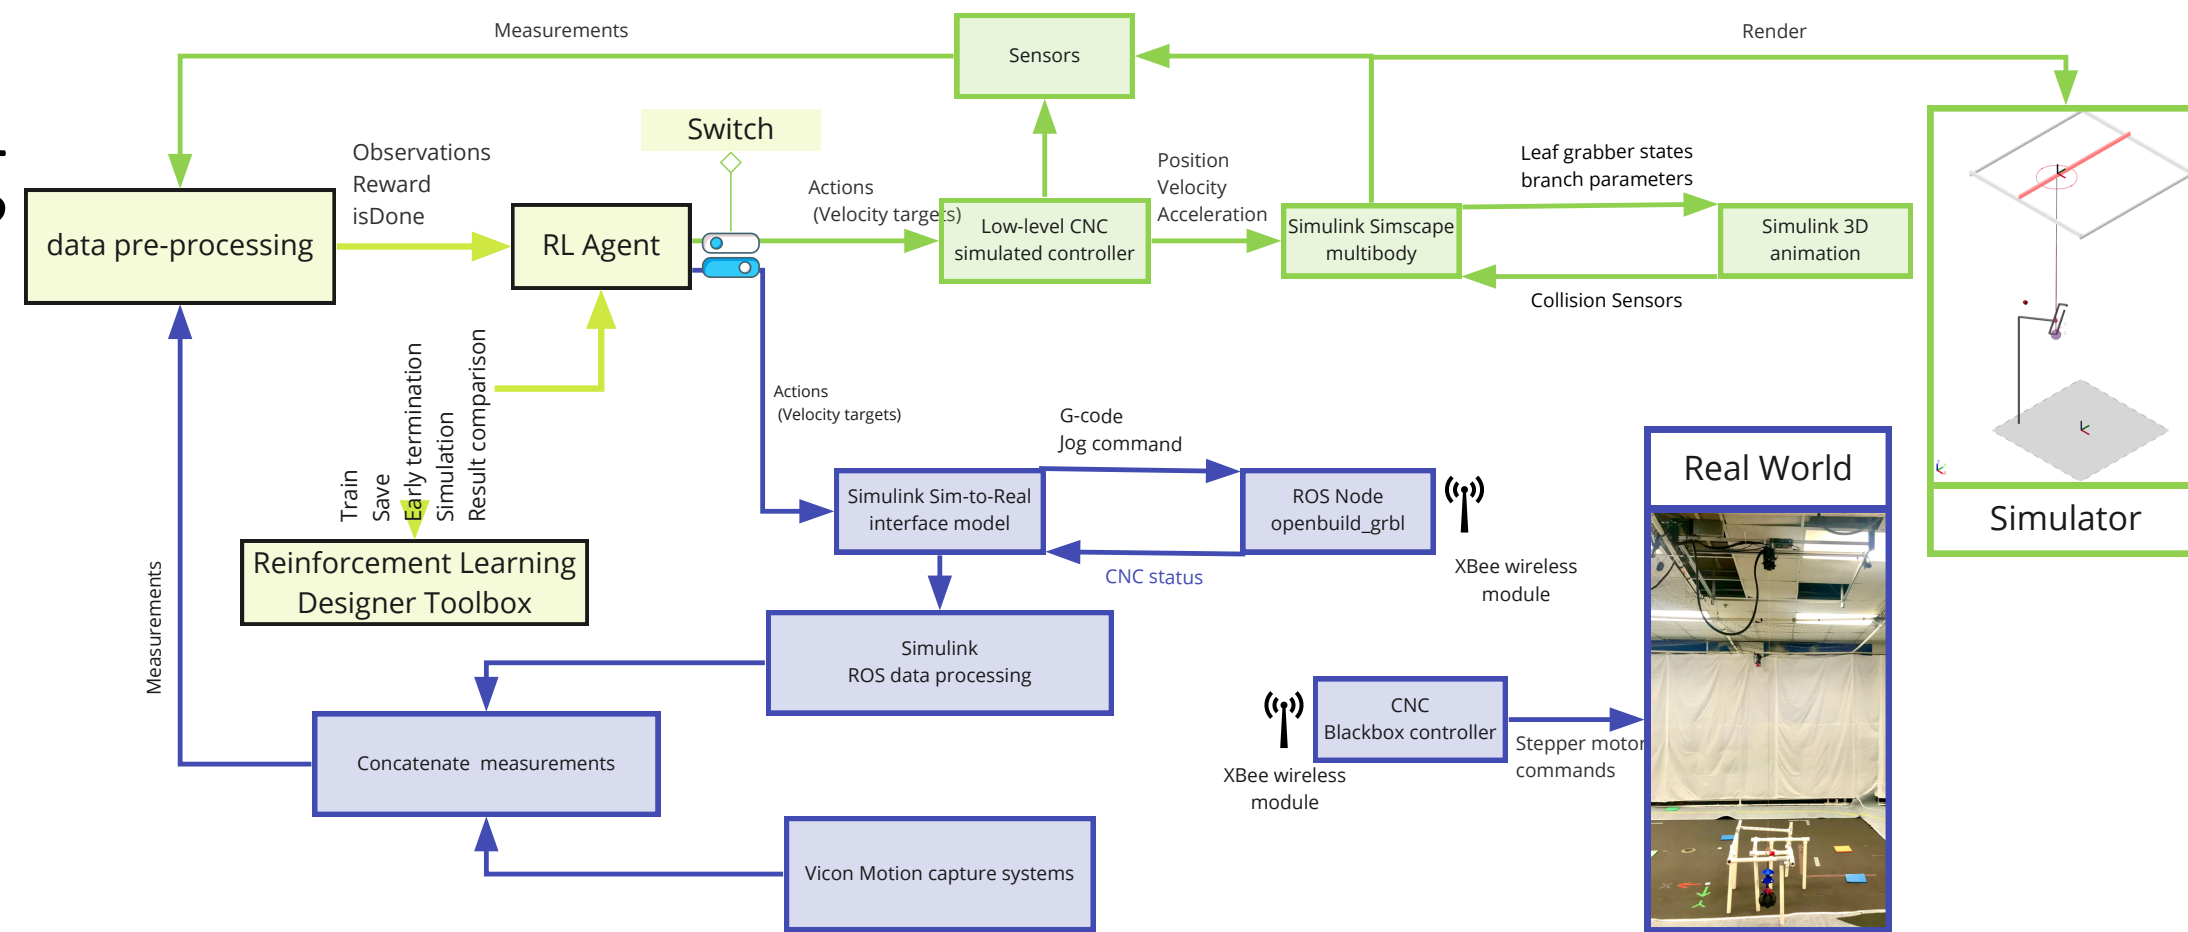 Measurements
Sensors
Render
Switch
Observations
Reward
isDone
Actions
(Velocity targets)
Position
Velocity
Acceleration
Leaf grabber states
branch parameters
data pre-processing
RL Agent
Low-level CNC
simulated controller
Simulink Simscape
multibody
Simulink 3D
animation
Collision Sensors
Train
Save
Early termination
Simulation
Result comparison
Actions
(Velocity targets)
G-code
Jog command
Real World
Simulink Sim-to-Real
interface model
ROS Node
openbuild_grbl
Simulator
CNC status
XBee wireless
module
Reinforcement Learning
Designer Toolbox
Measurements
Simulink
ROS data processing
CNC
Blackbox controller
Stepper motor
commands
XBee wireless
module
Concatenate measurements
Vicon Motion capture systems